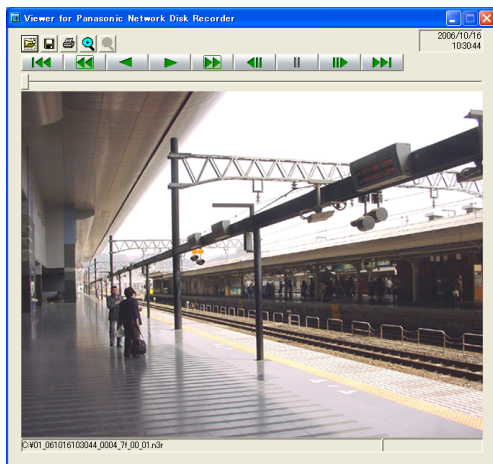 Viewer for Panasonic Network Disk Recorder
2006/10/16
10:30:44
C:¥01_061016103044_0004_7f_00_01.n3r